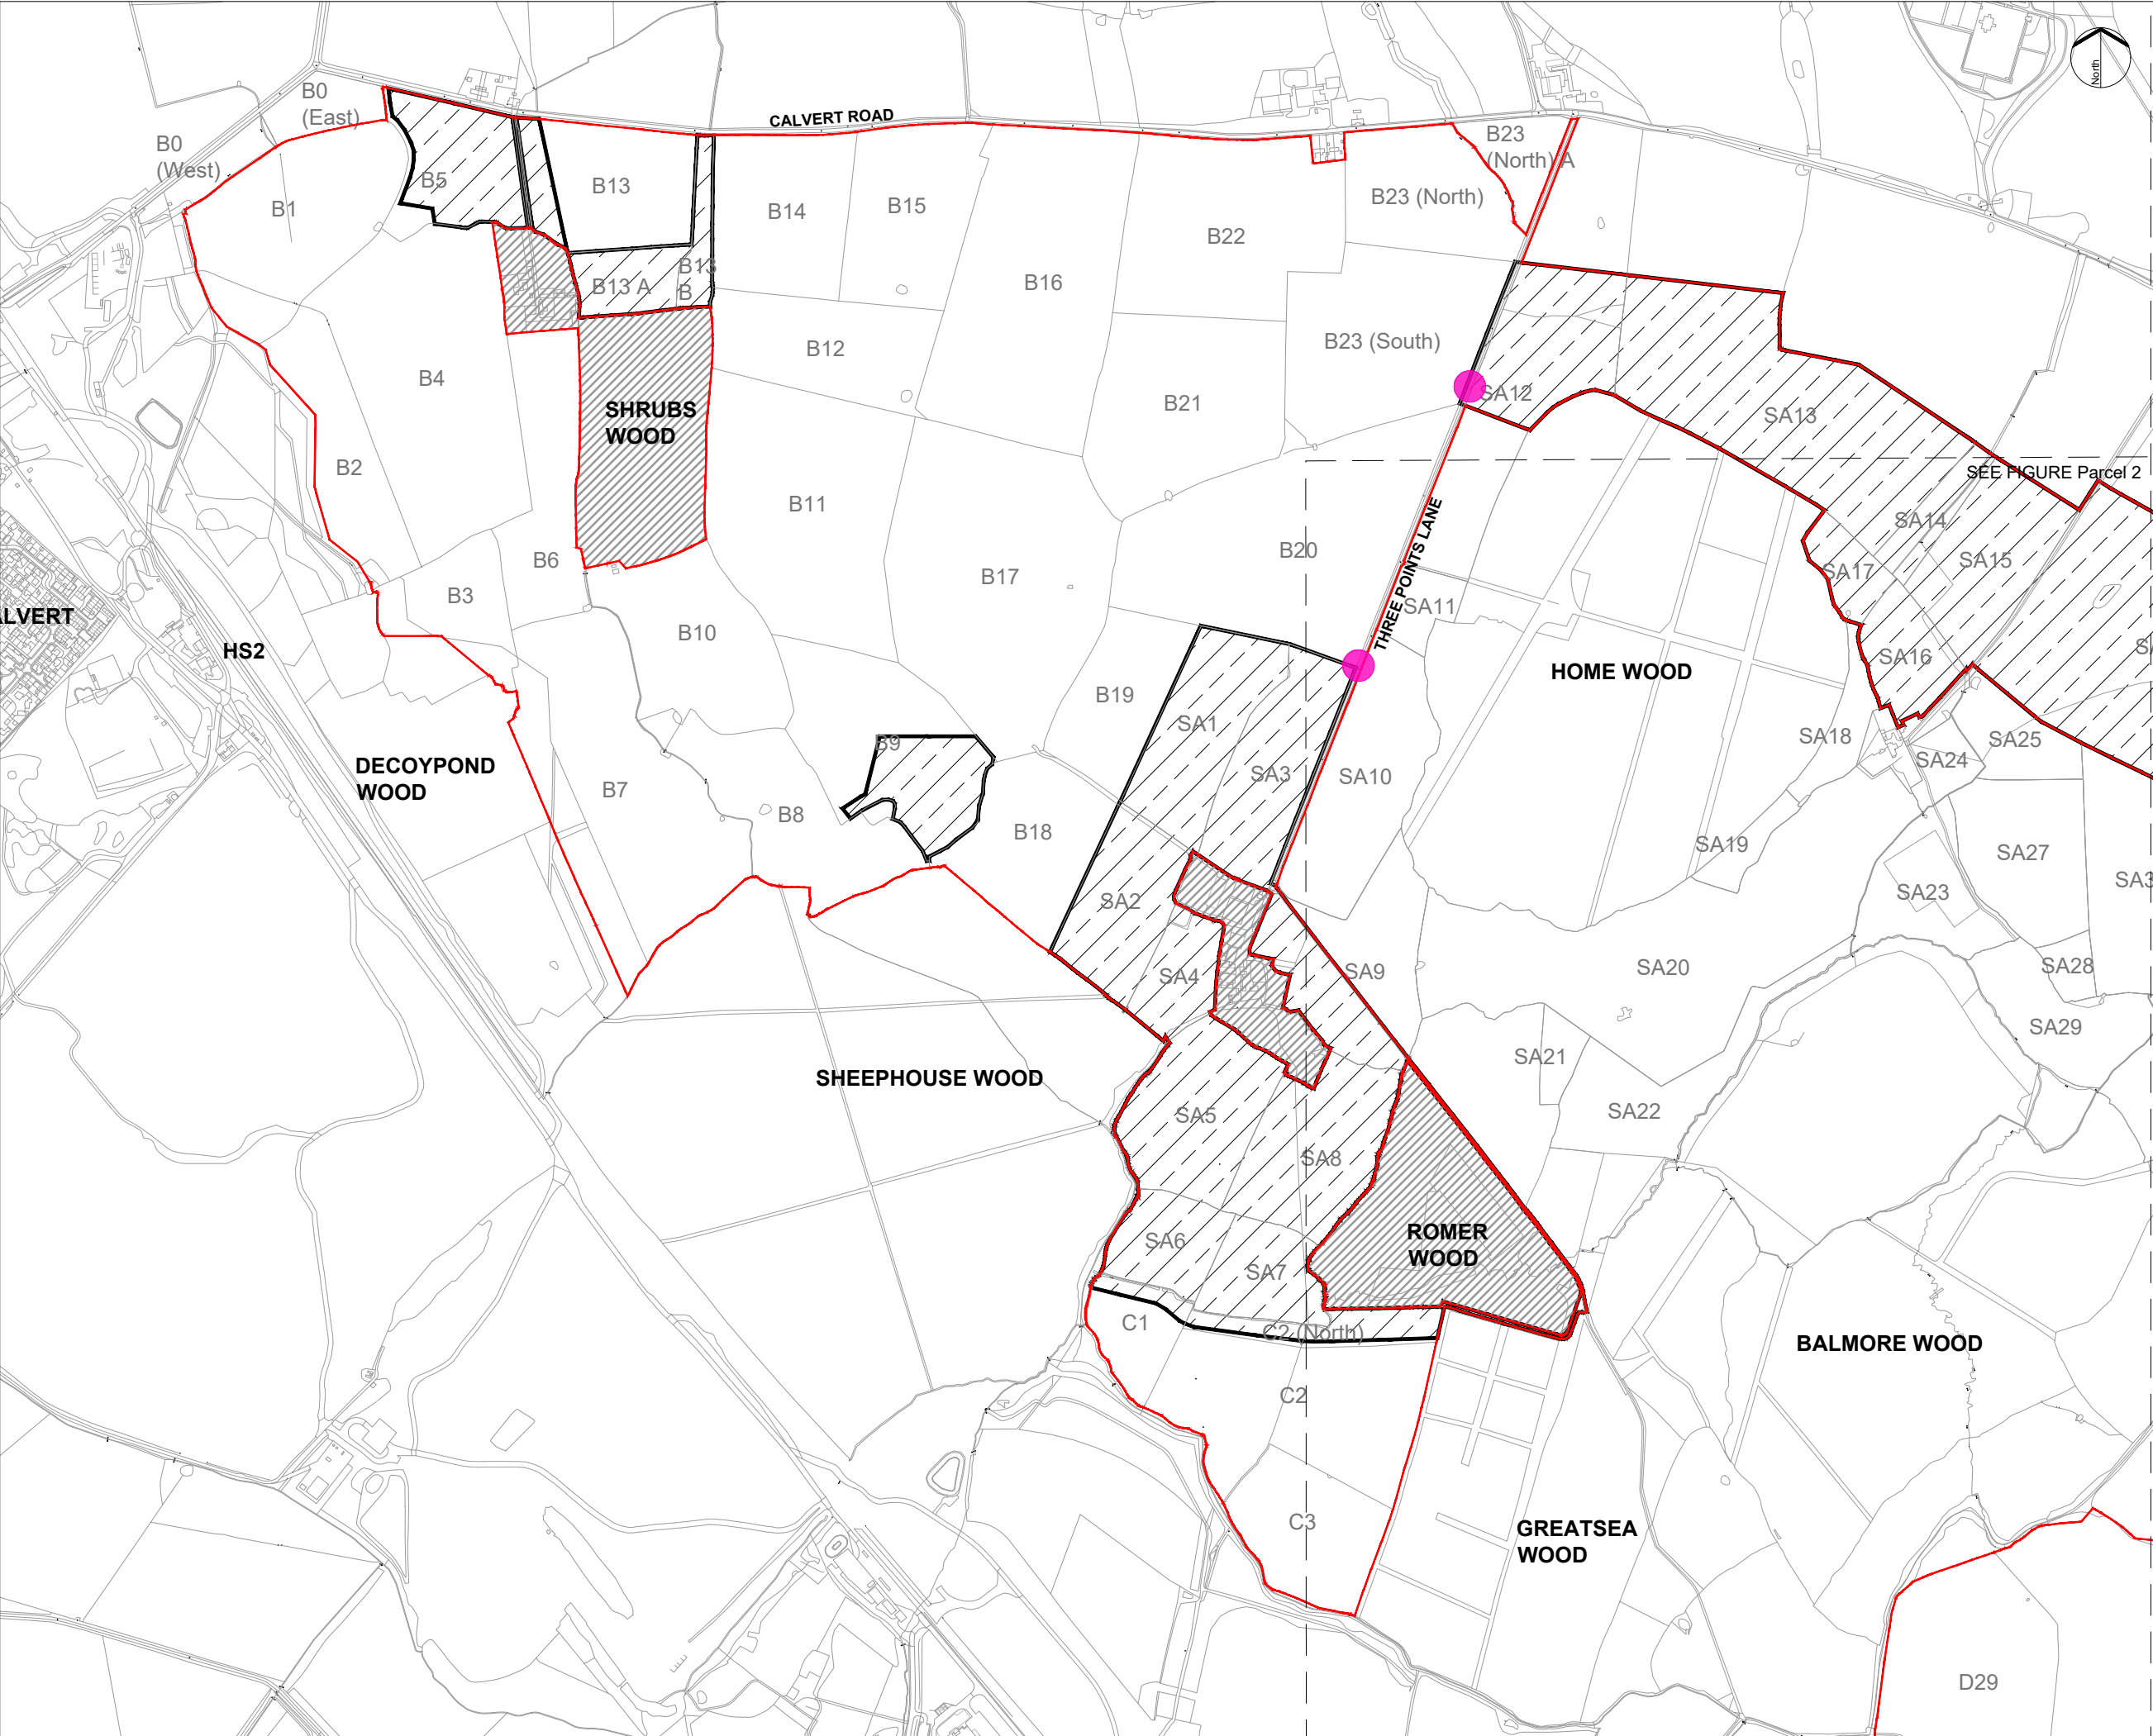 North
B0
(East)
CALVERT ROAD
B23
(North) A
B0
(West)
B5
B13
B23 (North)
B1
B14
B15
B22
B13 A
B13
B
B16
B23 (South)
B12
B4
SA12
B21
SHRUBS
WOOD
SA13
B2
SEE FIGURE Parcel 2
B11
SA14
THREE POINTS LANE
B20
B6
SA15
SA17
B17
B3
SA11
ALVERT
B10
HS2
SA16
HOME WOOD
B19
SA1
SA18
SA25
B9
SA24
DECOYPOND
WOOD
SA3
SA10
B7
B8
B18
SA19
SA27
SA2
SA23
SA3
SA4
SA9
SA20
SA28
SA29
SHEEPHOUSE WOOD
SA21
SA5
SA22
SA8
ROMER
WOOD
SA6
SA7
C1
C2 (North)
BALMORE WOOD
C2
C3
GREATSEA
WOOD
D29